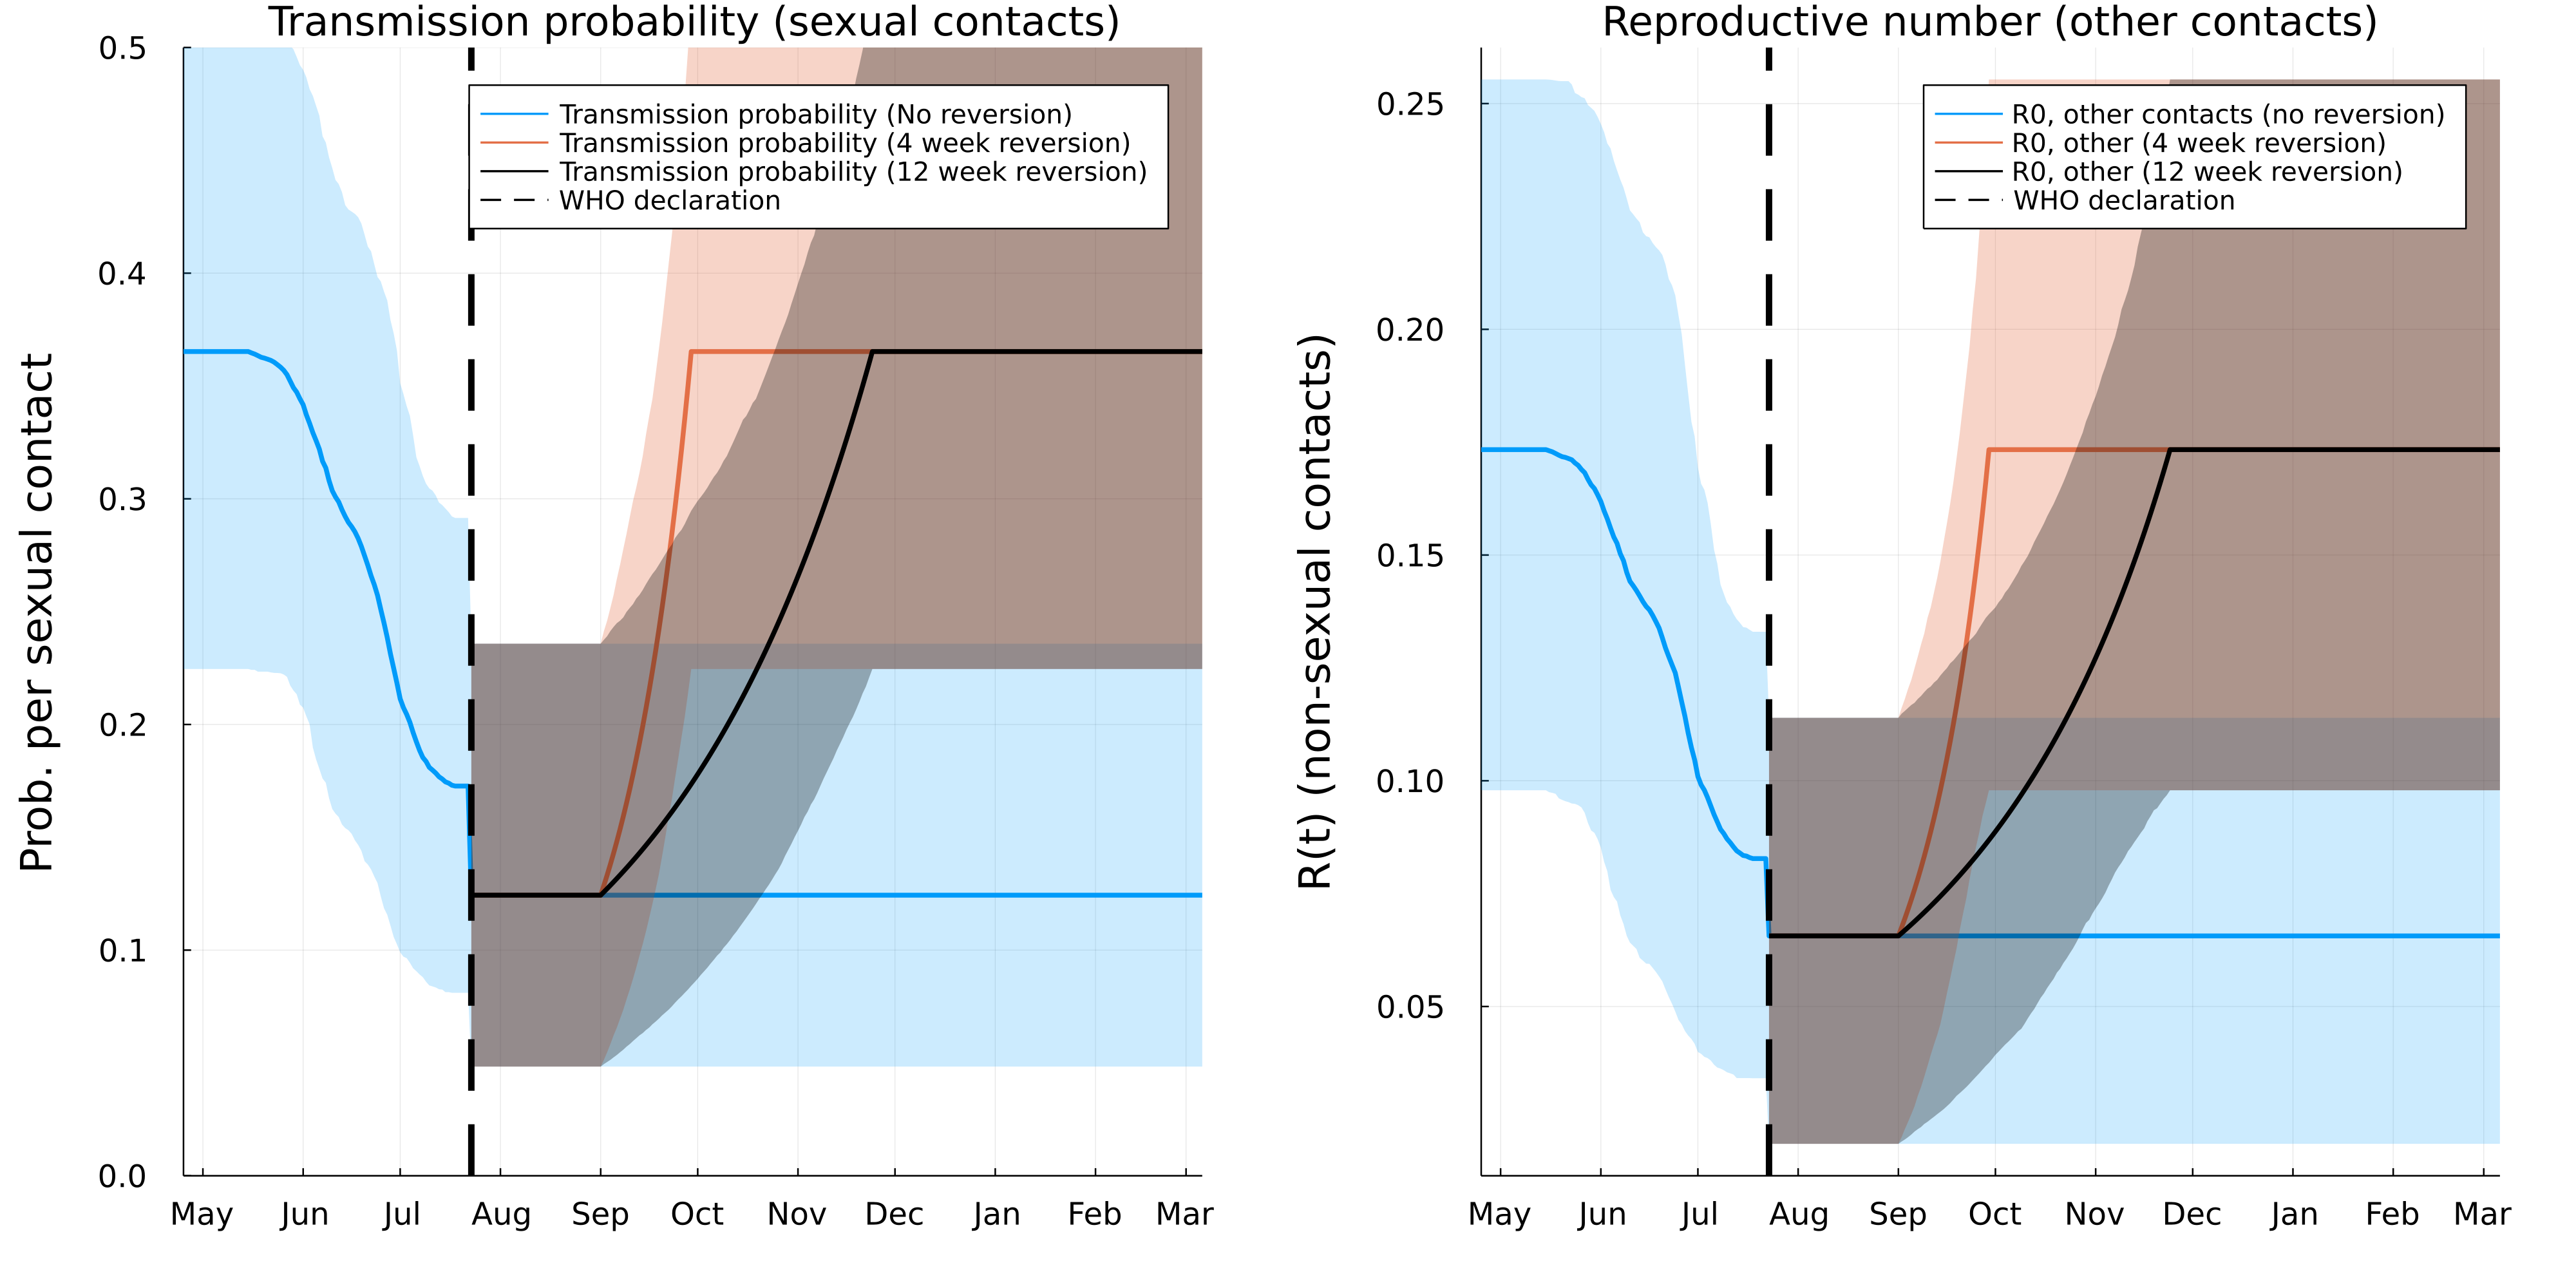 Transmission probability (sexual contacts)
Prob. per sexual contact
0.5
0.4
0.3
0.2
0.1
0.0
Transmission probability (No reversion)
Transmission probability (4 week reversion)
Transmission probability (12 week reversion)
WHO declaration
May Jun Jul Aug Sep Oct Nov Dec Jan Feb Mar
Reproductive number (other contacts)
R(t) (non-sexual contacts)
0.25
0.20
0.15
0.10
0.05
R0, other contacts (no reversion)
R0, other (4 week reversion)
R0, other (12 week reversion)
WHO declaration
May Jun Jul Aug Sep Oct Nov Dec Jan Feb Mar